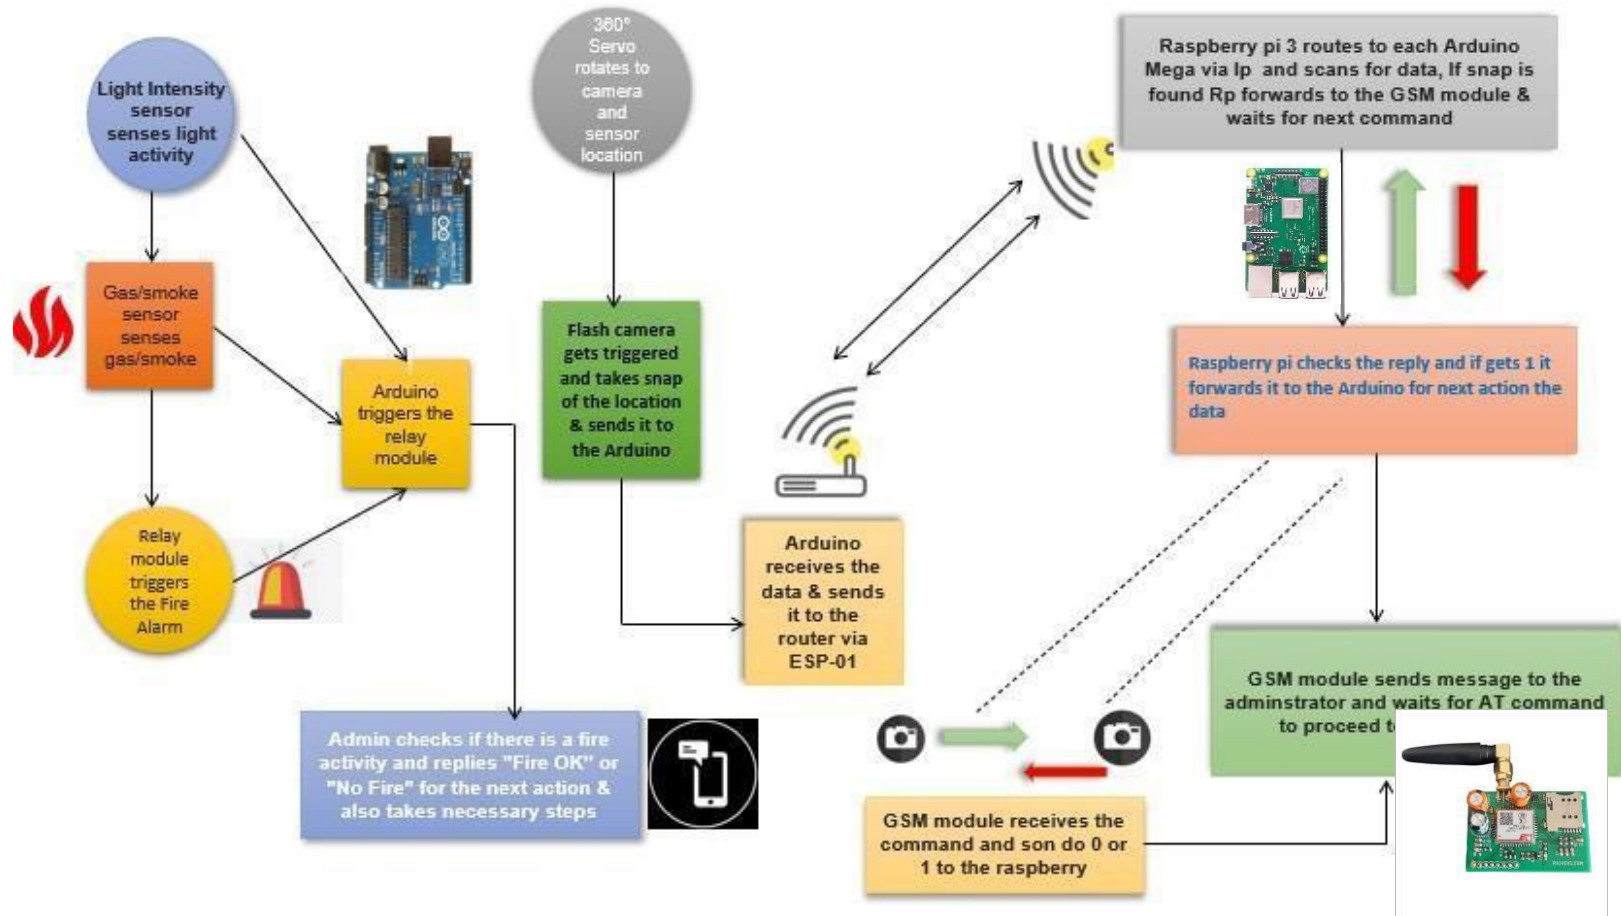 Light Intensity
sensor
senses light
activity
360°
Servo
rotates to
camera
and
sensor
location
Raspberry pi 3 routes to each Arduino
Mega via Ip and scans for data, If snap is
found Rp forwards to the GSM module &
waits for next command
Gas/smoke
sensor
senses
gas/smoke
Flash camera
gets triggered
and takes snap
of the location
& sends it to
the Arduino
Raspberry pi checks the reply and if gets 1 it
forwards it to the Arduino for next action the
data
Arduino
triggers the
relay
module
Relay
module
triggers
the Fire
Alarm
Arduino
receives the
data & sends
it to the
router via
ESP-01
GSM module sends message to the
adminstrator and waits for AT command
to proceed t
Admin checks if there is a fire
activity and replies "Fire OK" or
"No Fire" for the next action &
also takes necessary steps
GSM module receives the
command and son do 0 or
1 to the raspberry